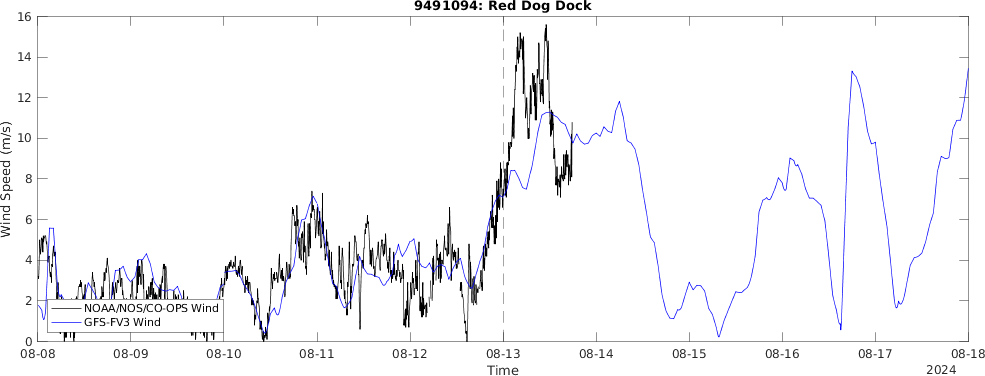 9491094: Red Dog Dock
Wind Speed (m/s)
16
14
12
10
8
6
4
2
0
NOAA/NOS/CO-OPS Wind
GFS-FV3 Wind
08-08 08-09 08-10 08-11 08-12 08-13 08-14 08-15 08-16 08-17 08-18
Time
2024